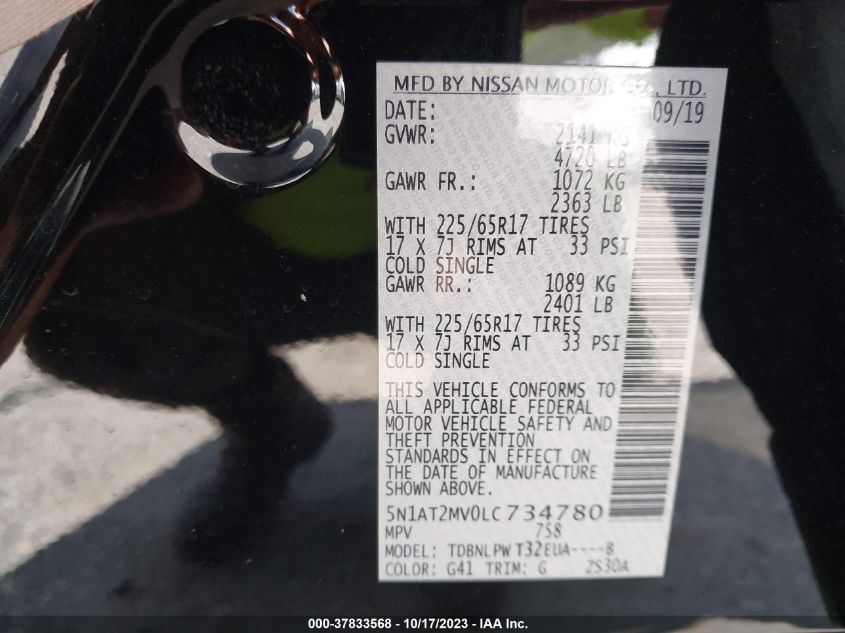 MFD BY NISSAN MOTOR CO., LTD.
DATE: 09/19
GVWR: 2141 KG
4720 LB
GAWR FR.: 1072 KG
2363 LB
WITH 225/65R17 TIRES
17 X 7J RIMS AT 33 PSI
COLD SINGLE
GAWR RR.: 1089 KG
2401 LB
WITH 225/65R17 TIRES
17 X 7J RIMS AT 33 PSI
COLD SINGLE
THIS VEHICLE CONFORMS TO
ALL APPLICABLE FEDERAL
MOTOR VEHICLE SAFETY AND
THEFT PREVENTION
STANDARDS IN EFFECT ON
THE DATE OF MANUFACTURE
SHOWN ABOVE.
5N1AT2MV0LC734780
MPV 758
MODEL: TDBNLPW T32EUA----B
COLOR: G41 TRIM: G ZS30A
000-37833568 - 10/17/2023 - IAA Inc.